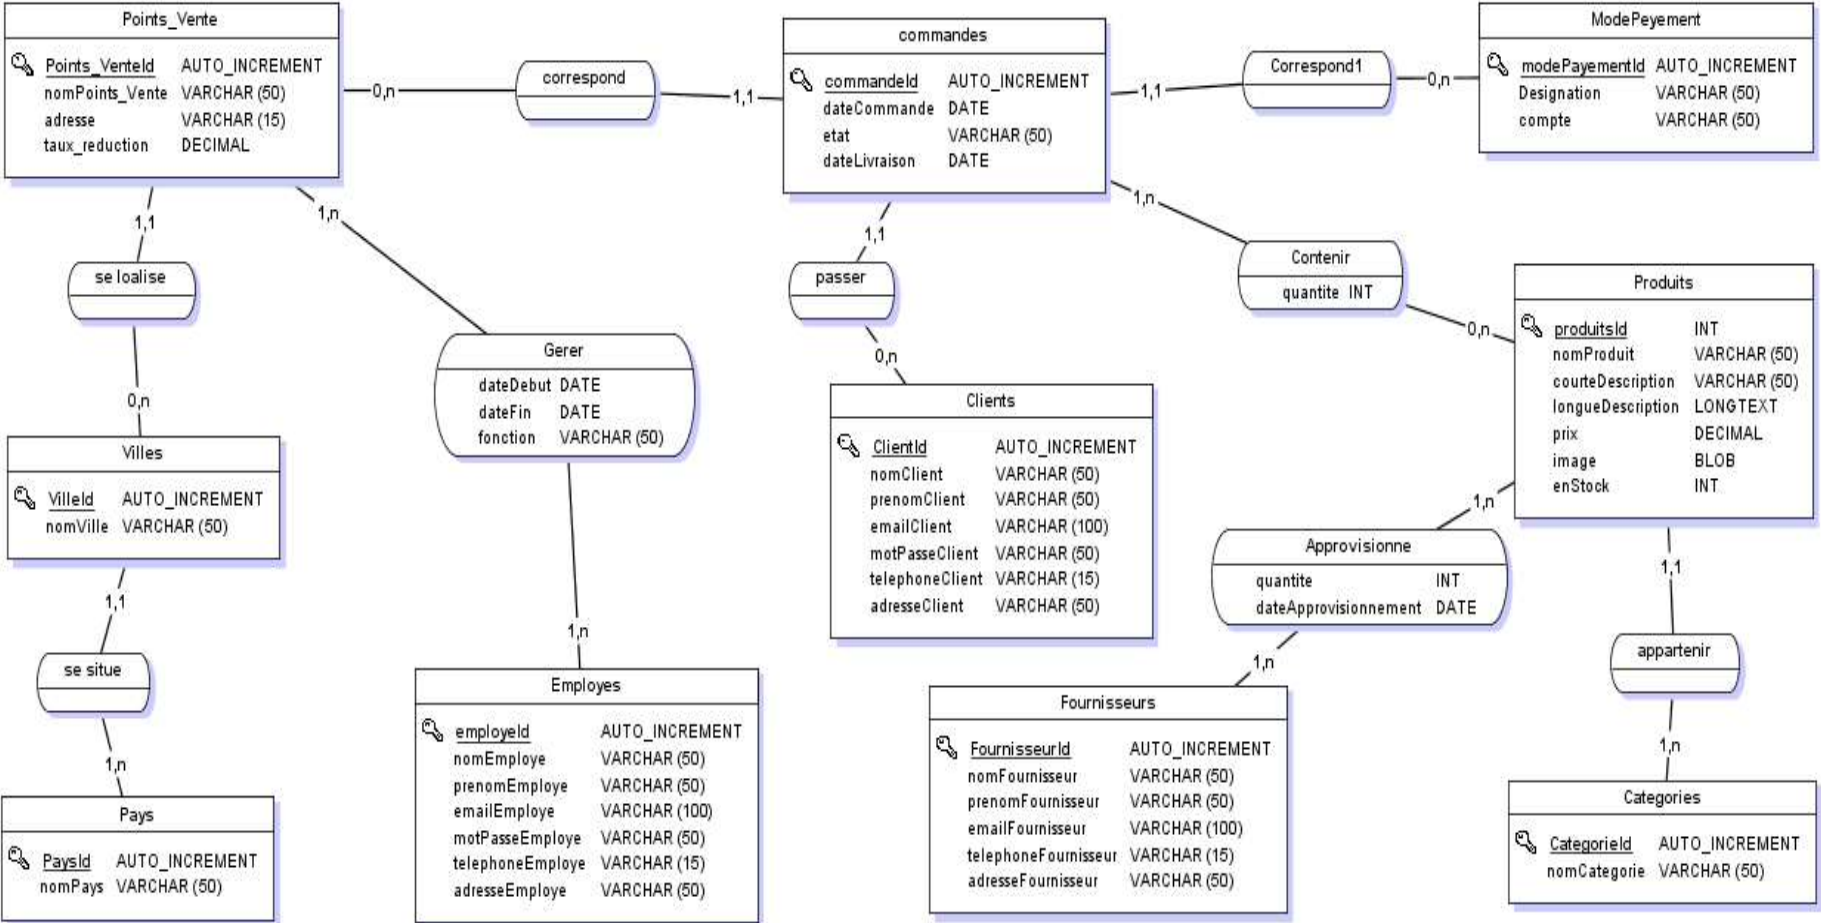 Points_Vente
Points_VenteId AUTO_INCREMENT
nomPoints_Vente VARCHAR (50)
adresse VARCHAR (15)
taux_reduction DECIMAL
0,n
correspond
1,1
commandes
commandeId AUTO_INCREMENT
dateCommande DATE
etat VARCHAR (50)
dateLivraison DATE
1,1
Correspond1
0,n
ModePeyement
modePayementId AUTO_INCREMENT
Designation VARCHAR (50)
compte VARCHAR (50)
1,1
se loalise
0,n
1,n
Gerer
dateDebut DATE
dateFin DATE
fonction VARCHAR (50)
1,n
1,1
passer
0,n
1,n
Contenir
quantite INT
0,n
Produits
produitsId INT
nomProduit VARCHAR (50)
courteDescription VARCHAR (50)
longueDescription LONGTEXT
prix DECIMAL
image BLOB
enStock INT
Villes
VilleId AUTO_INCREMENT
nomVille VARCHAR (50)
1,1
se situe
1,n
Pays
PaysId AUTO_INCREMENT
nomPays VARCHAR (50)
Employes
employeId AUTO_INCREMENT
nomEmploye VARCHAR (50)
prenomEmploye VARCHAR (50)
emailEmploye VARCHAR (100)
motPasseEmploye VARCHAR (50)
telephoneEmploye VARCHAR (15)
adresseEmploye VARCHAR (50)
Clients
ClientId AUTO_INCREMENT
nomClient VARCHAR (50)
prenomClient VARCHAR (50)
emailClient VARCHAR (100)
motPasseClient VARCHAR (50)
telephoneClient VARCHAR (15)
adresseClient VARCHAR (50)
1,n
Approvisionne
quantite INT
dateApprovisionnement DATE
1,n
Fournisseurs
FournisseurId AUTO_INCREMENT
nomFournisseur VARCHAR (50)
prenomFournisseur VARCHAR (50)
emailFournisseur VARCHAR (100)
telephoneFournisseur VARCHAR (15)
adresseFournisseur VARCHAR (50)
1,1
appartenir
1,n
Categories
CategorieId AUTO_INCREMENT
nomCategorie VARCHAR (50)